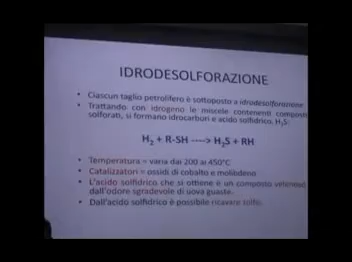 IDRODESOLFORAZIONE
• Ciascun taglio petrolifero è sottoposto a idrodesolforazione
• Trattando con idrogeno le miscele contenenti composti
solforati, si formano idrocarburi e acido solfidrico, H₂S:
H₂ + R-SH ----> H₂S + RH
• Temperatura = varia dai 200 ai 450°C
• Catalizzatori = ossidi di cobalto e molibdeno
• L'acido solfidrico che si ottiene è un composto velenoso
dall'odore sgradevole di uova guaste.
• Dall'acido solfidrico è possibile ricavare zolfo.